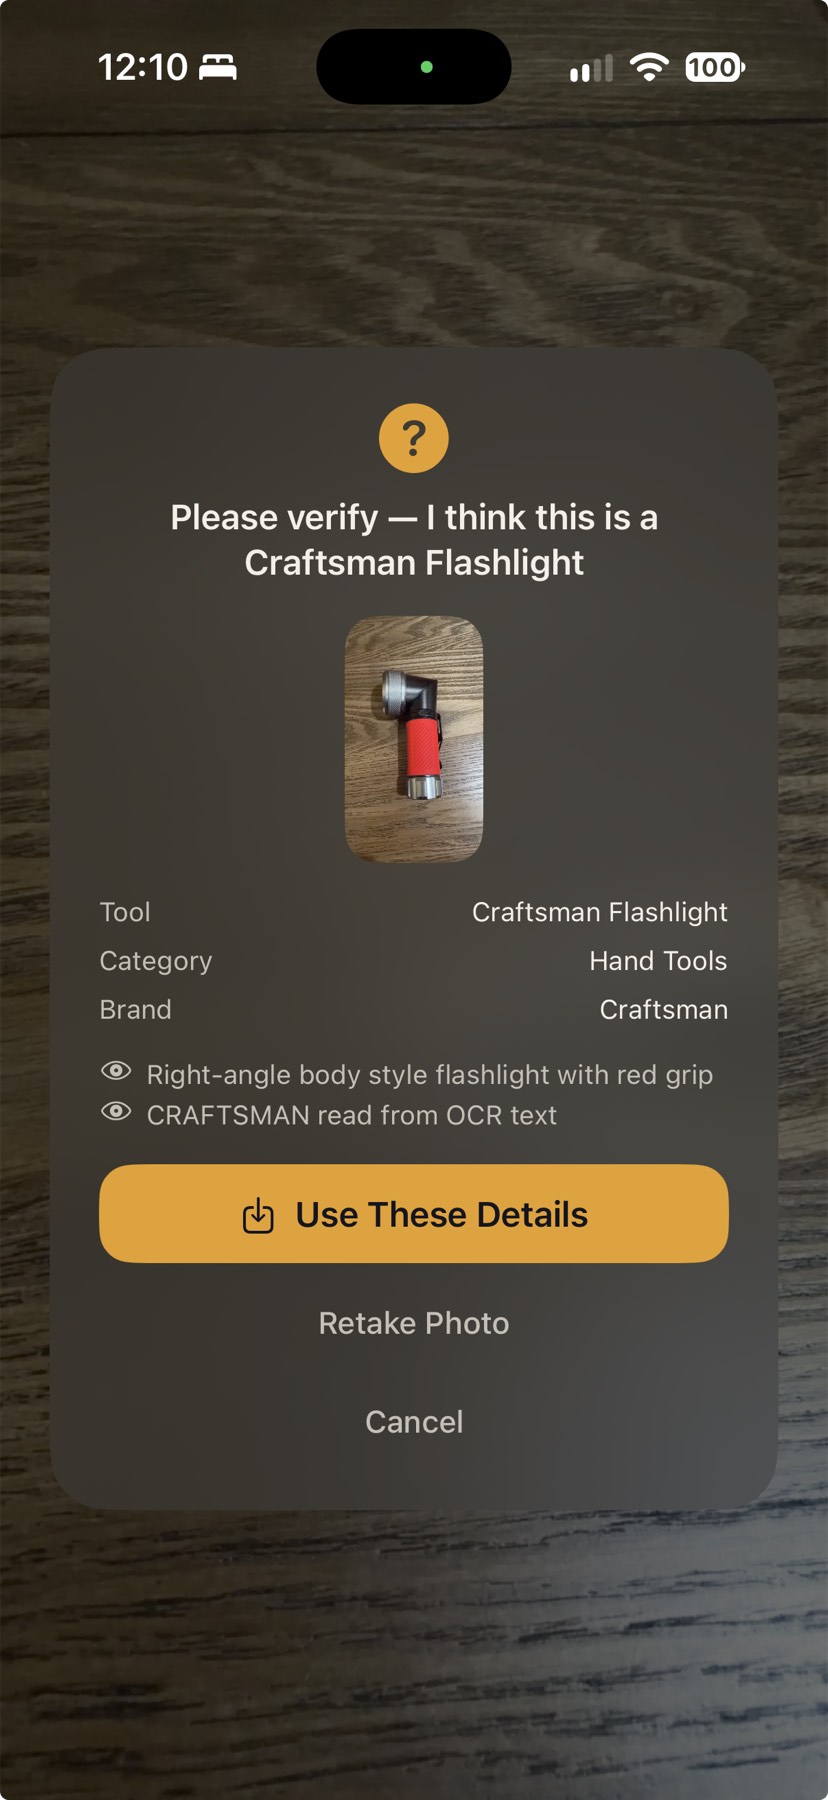 12:10
100
?
Please verify — I think this is a
Craftsman Flashlight
Tool Craftsman Flashlight
Category Hand Tools
Brand Craftsman
Right-angle body style flashlight with red grip
CRAFTSMAN read from OCR text
Use These Details
Retake Photo
Cancel